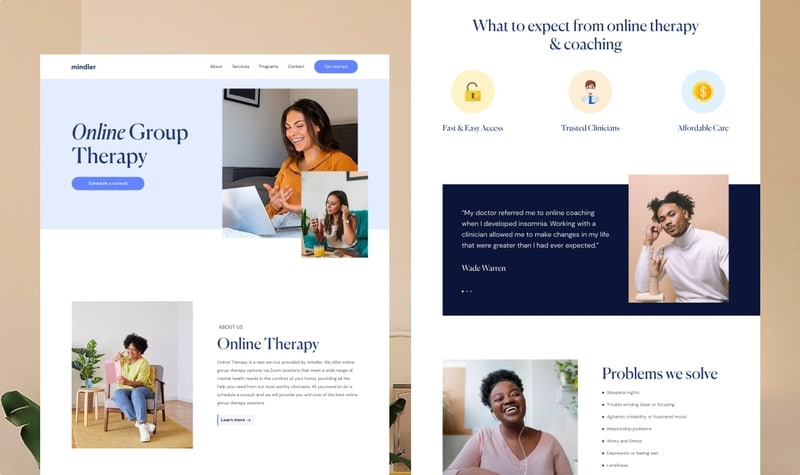 mindler
About Services Programs Contact Get started
Online Group
Therapy
Schedule a consult
ABOUT US
Online Therapy
Online Therapy is a new service provided by mindler. We offer online
group therapy options via Zoom sessions that meet a wide range of
mental health needs in the comfort of your home, providing all the
help you need from our most worthy clinicians. All you need to do is
schedule a consult and we will provide you with one of the best online
group therapy sessions.
Learn more →
What to expect from online therapy
& coaching
Fast & Easy Access
Trusted Clinicians
Affordable Care
"My doctor referred me to online coaching
when I developed insomnia. Working with a
clinician allowed me to make changes in my life
that were greater than I had ever expected."
Wade Warren
Problems we solve
Sleepless nights
Trouble winding down or focusing
Agitation, irritability, or frustrated mood
Relationship problems
Worry and Stress
Depression or feeling sad
Loneliness